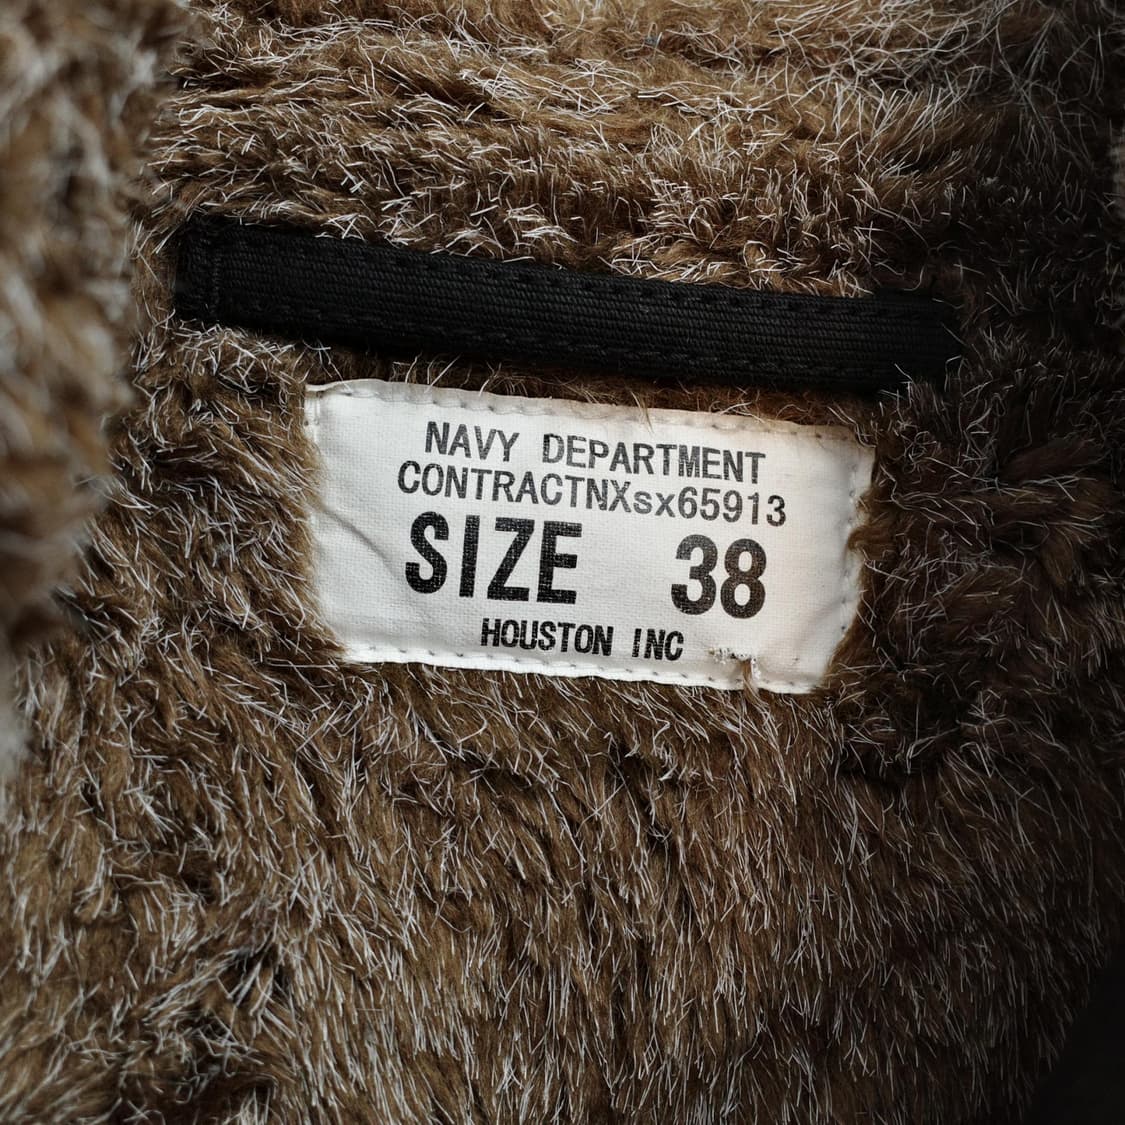 NAVY DEPARTMENT
CONTRACTNXsx65913
SIZE 38
HOUSTON INC